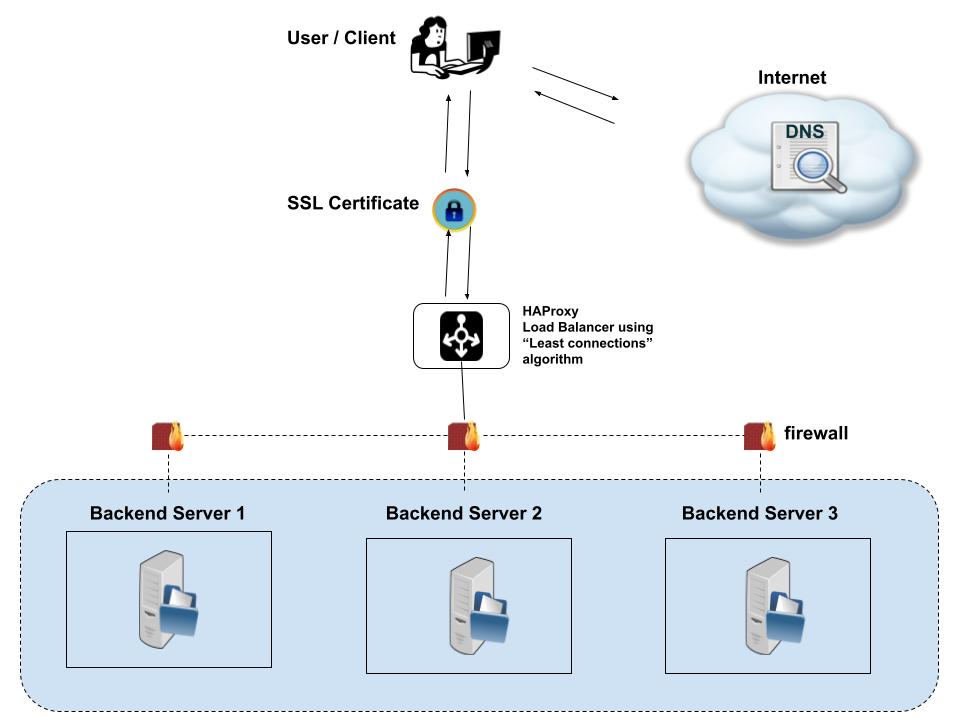 User / Client
Internet
DNS
SSL Certificate
HAProxy
Load Balancer using
“Least connections”
algorithm
firewall
Backend Server 1
Backend Server 2
Backend Server 3